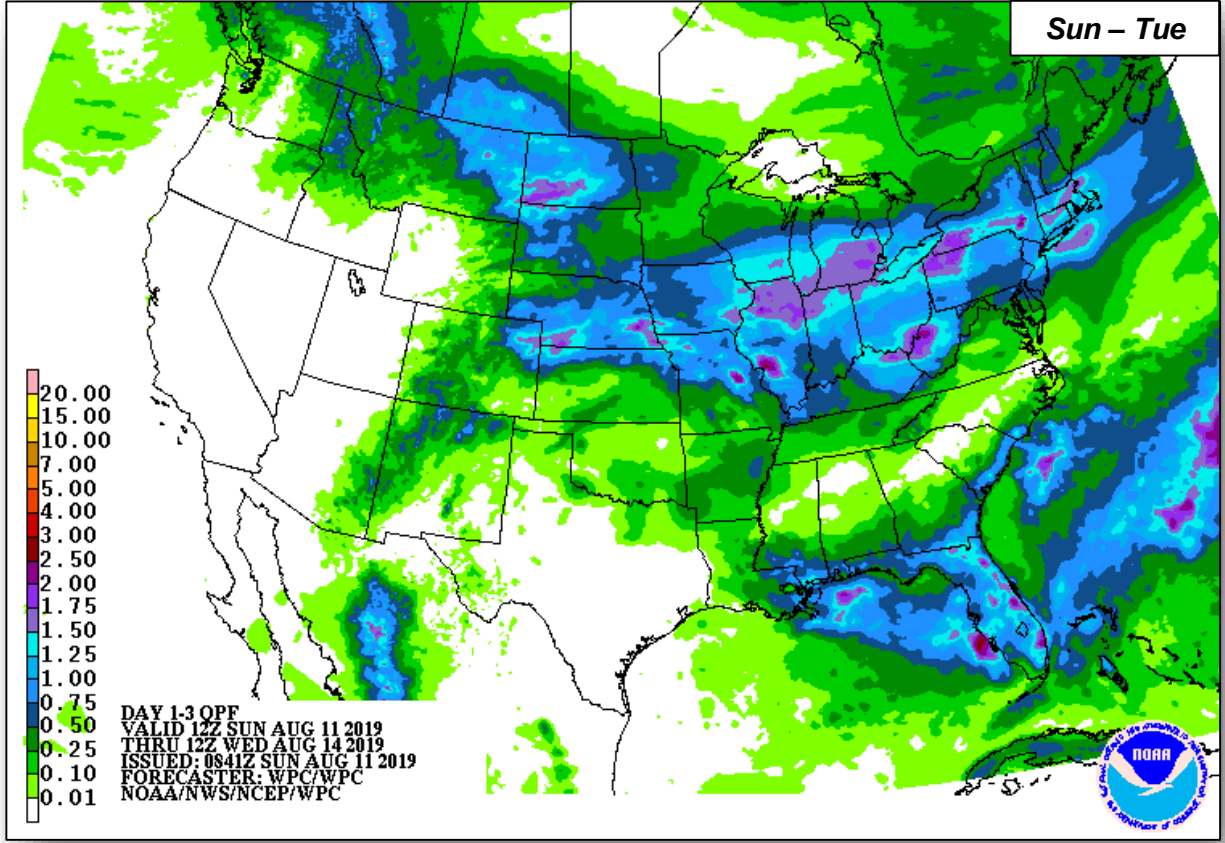 Sun – Tue
20.00
15.00
10.00
7.00
5.00
4.00
3.00
2.50
2.00
1.75
1.50
1.25
1.00
0.75
0.50
0.25
0.10
0.01
DAY 1-3 QPF
VALID 12Z SUN AUG 11 2019
THRU 12Z WED AUG 14 2019
ISSUED: 0841Z SUN AUG 11 2019
FORECASTER: WPC/WPC
NOAA/NWS/NCEP/WPC
NOAA